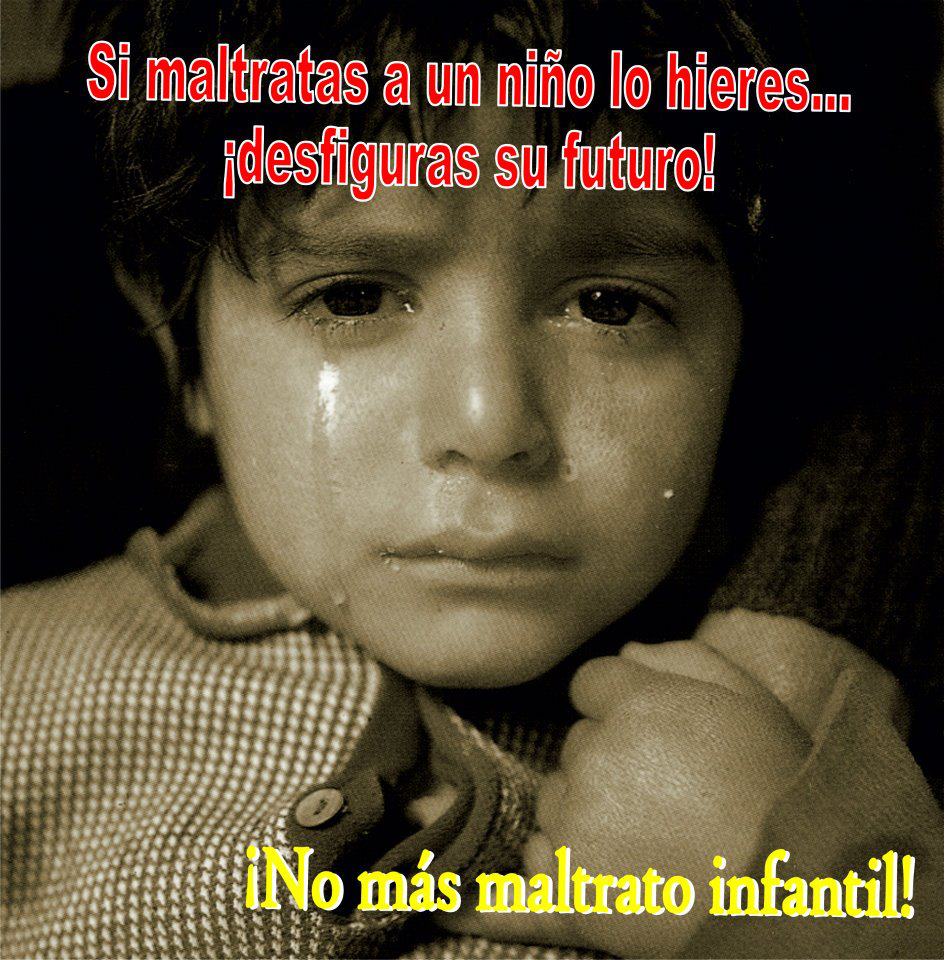 Si maltratas a un niño lo hieres...
¡desfiguras su futuro!
¡No más maltrato infantil!